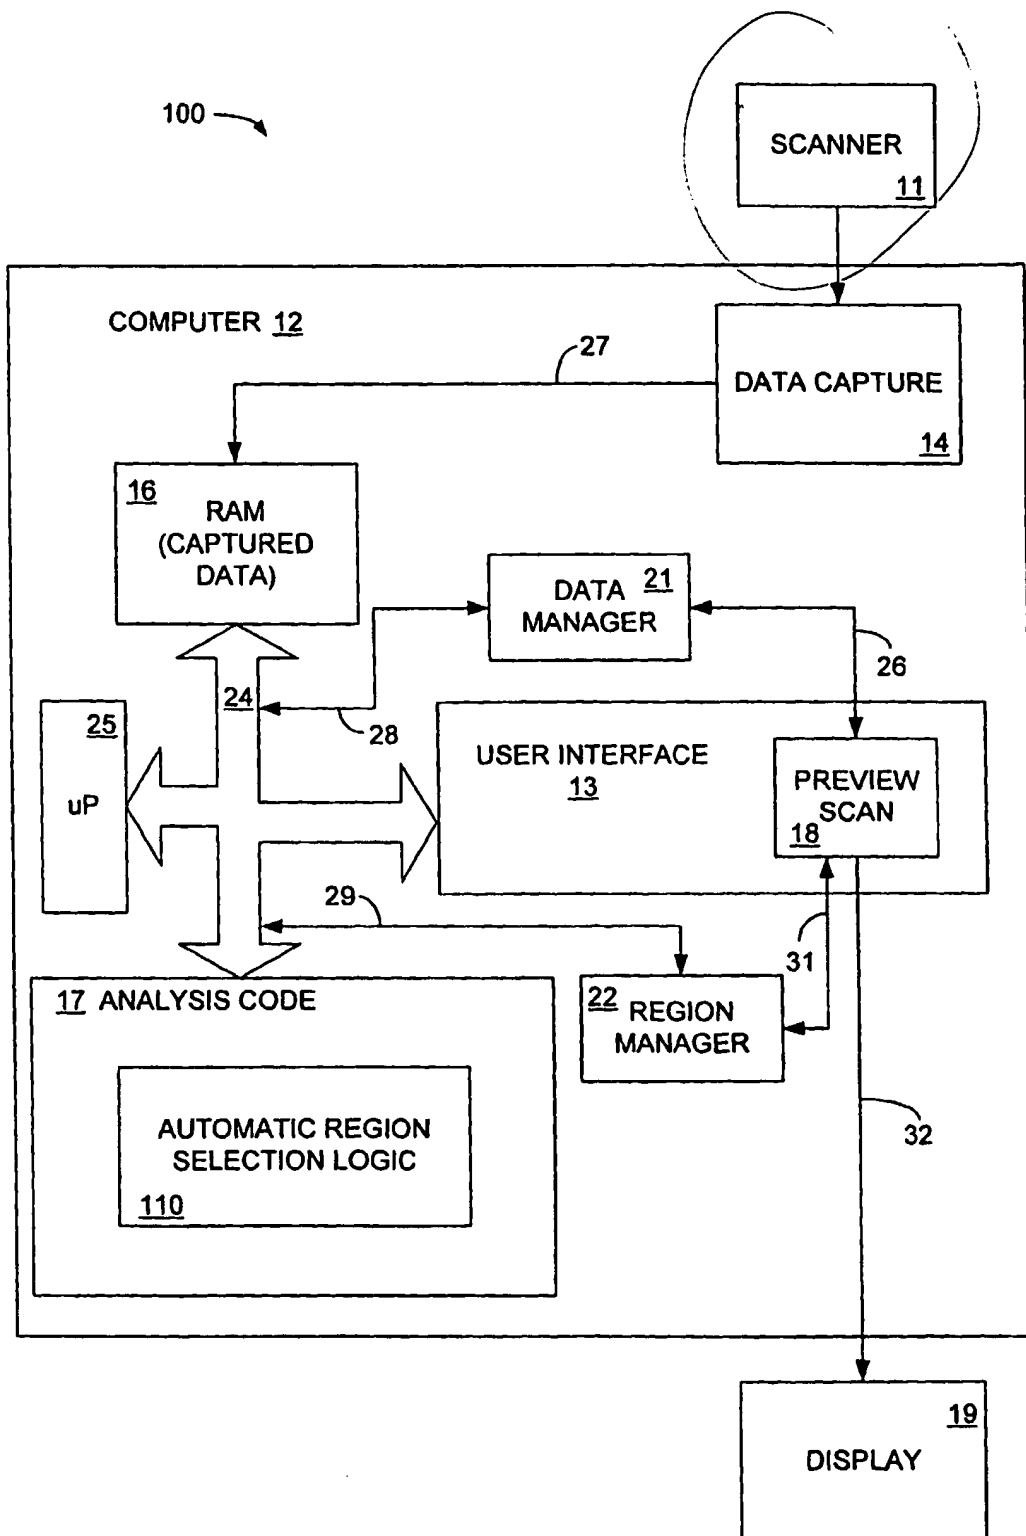 100
SCANNER
11
COMPUTER 12
27
DATA CAPTURE
14
16
RAM
(CAPTURED
DATA)
DATA 21
MANAGER
26
24
28
25
uP
USER INTERFACE
13
PREVIEW
SCAN
18
29
31
17 ANALYSIS CODE
22
REGION
MANAGER
AUTOMATIC REGION
SELECTION LOGIC
110
32
19
DISPLAY